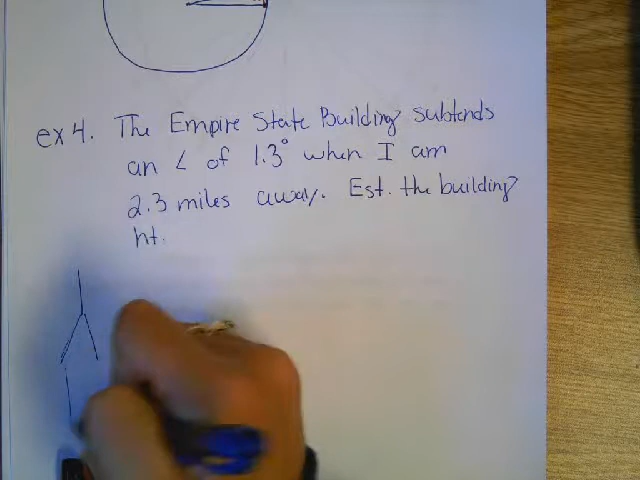 ex 4. The Empire State Building subtends
an ∠ of 1.3° when I am
2.3 miles away. Est. the building
ht.